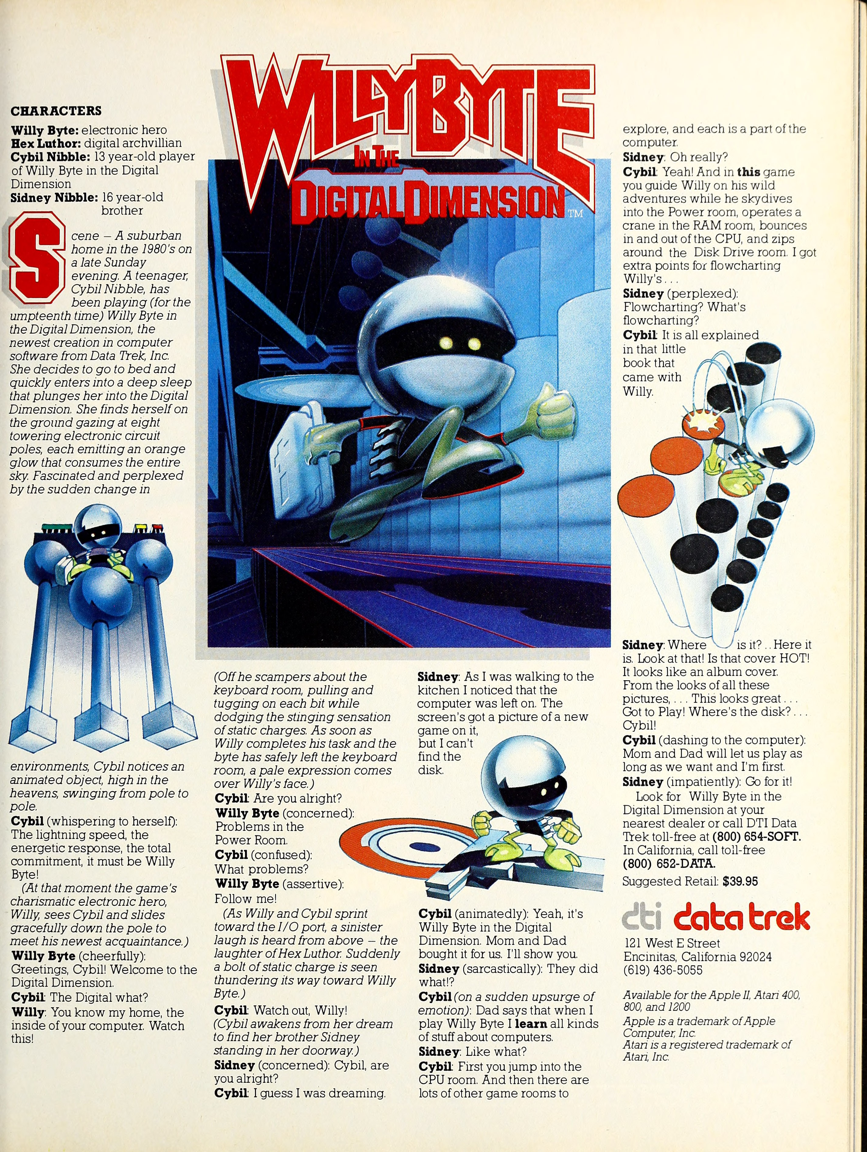 WILLY BYTE
IN THE
DIGITAL DIMENSION™
CHARACTERS
Willy Byte: electronic hero
Hex Luthor: digital archvillian
Cybil Nibble: 13 year-old player
of Willy Byte in the Digital
Dimension
Sidney Nibble: 16 year-old
brother
Scene – A suburban
home in the 1980's on
a late Sunday
evening. A teenager,
Cybil Nibble, has
been playing (for the
umpteenth time) Willy Byte in
the Digital Dimension, the
newest creation in computer
software from Data Trek, Inc.
She decides to go to bed and
quickly enters into a deep sleep
that plunges her into the Digital
Dimension. She finds herself on
the ground gazing at eight
towering electronic circuit
poles, each emitting an orange
glow that consumes the entire
sky. Fascinated and perplexed
by the sudden change in
environments, Cybil notices an
animated object, high in the
heavens, swinging from pole to
pole.
Cybil (whispering to herself):
The lightning speed, the
energetic response, the total
commitment, it must be Willy
Byte!
(At that moment the game's
charismatic electronic hero,
Willy, sees Cybil and slides
gracefully down the pole to
meet his newest acquaintance.)
Willy Byte (cheerfully):
Greetings, Cybil! Welcome to the
Digital Dimension.
Cybil: The Digital what?
Willy: You know my home, the
inside of your computer. Watch
this!
(Off he scampers about the
keyboard room, pulling and
tugging on each bit while
dodging the stinging sensation
of static charges. As soon as
Willy completes his task and the
byte has safely left the keyboard
room, a pale expression comes
over Willy's face.)
Cybil: Are you alright?
Willy Byte (concerned):
Problems in the
Power Room.
Cybil (confused):
What problems?
Willy Byte (assertive):
Follow me!
(As Willy and Cybil sprint
toward the I/O port, a sinister
laugh is heard from above – the
laughter of Hex Luthor. Suddenly
a bolt of static charge is seen
thundering its way toward Willy
Byte.)
Cybil: Watch out, Willy!
(Cybil awakens from her dream
to find her brother Sidney
standing in her doorway.)
Sidney (concerned): Cybil, are
you alright?
Cybil: I guess I was dreaming.
Sidney: As I was walking to the
kitchen I noticed that the
computer was left on. The
screen's got a picture of a new
game on it,
but I can't
find the
disk.
Cybil (animatedly): Yeah, it's
Willy Byte in the Digital
Dimension. Mom and Dad
bought it for us. I'll show you.
Sidney (sarcastically): They did
what!?
Cybil (on a sudden upsurge of
emotion): Dad says that when I
play Willy Byte I learn all kinds
of stuff about computers.
Sidney: Like what?
Cybil: First you jump into the
CPU room. And then there are
lots of other game rooms to
explore, and each is a part of the
computer.
Sidney: Oh really?
Cybil: Yeah! And in this game
you guide Willy on his wild
adventures while he skydives
into the Power room, operates a
crane in the RAM room, bounces
in and out of the CPU, and zips
around the Disk Drive room. I got
extra points for flowcharting
Willy's . . .
Sidney (perplexed):
Flowcharting? What's
flowcharting?
Cybil: It is all explained
in that little
book that
came with
Willy.
Sidney: Where is it? . . Here it
is. Look at that! Is that cover HOT!
It looks like an album cover.
From the looks of all these
pictures, . . . This looks great . . .
Got to Play! Where's the disk? . . .
Cybil!
Cybil (dashing to the computer):
Mom and Dad will let us play as
long as we want and I'm first.
Sidney (impatiently): Go for it!
Look for Willy Byte in the
Digital Dimension at your
nearest dealer or call DTI Data
Trek toll-free at (800) 654-SOFT.
In California, call toll-free
(800) 652-DATA.
Suggested Retail: $39.95
dti data trek
121 West E Street
Encinitas, California 92024
(619) 436-5055
Available for the Apple II, Atari 400,
800, and 1200
Apple is a trademark of Apple
Computer, Inc.
Atari is a registered trademark of
Atari, Inc.